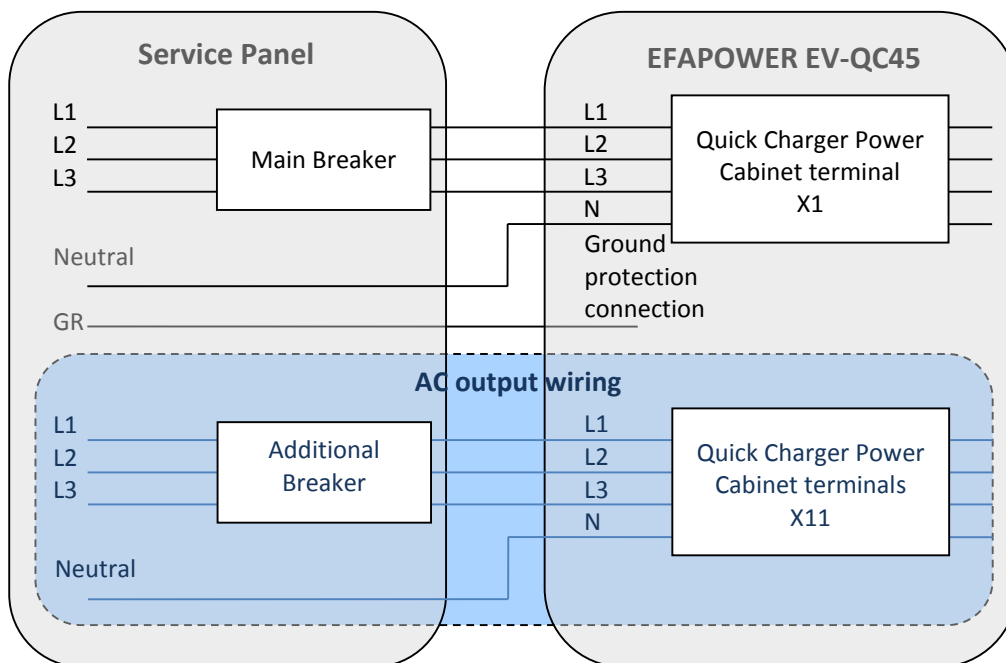 Service Panel
EFAPOWER EV-QC45
L1
L2
L3
Main Breaker
L1
L2
L3
N
Quick Charger Power
Cabinet terminal
X1
Neutral
Ground
protection
connection
GR
AC output wiring
L1
L2
L3
Additional
Breaker
L1
L2
L3
N
Quick Charger Power
Cabinet terminals
X11
Neutral